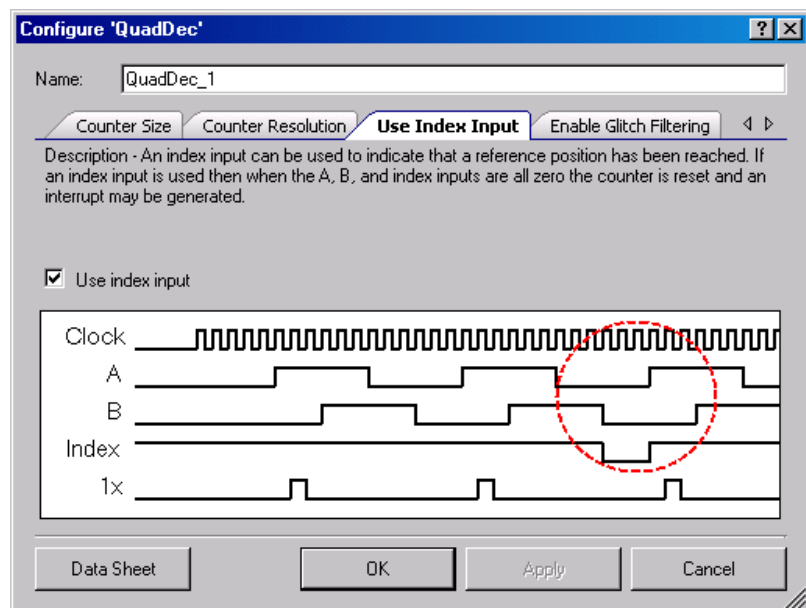 Configure 'QuadDec'
Name: QuadDec_1
Counter Size Counter Resolution Use Index Input Enable Glitch Filtering
Description - An index input can be used to indicate that a reference position has been reached. If
an index input is used then when the A, B, and index inputs are all zero the counter is reset and an
interrupt may be generated.
Use index input
Clock
A
B
Index
1x
Data Sheet OK Apply Cancel